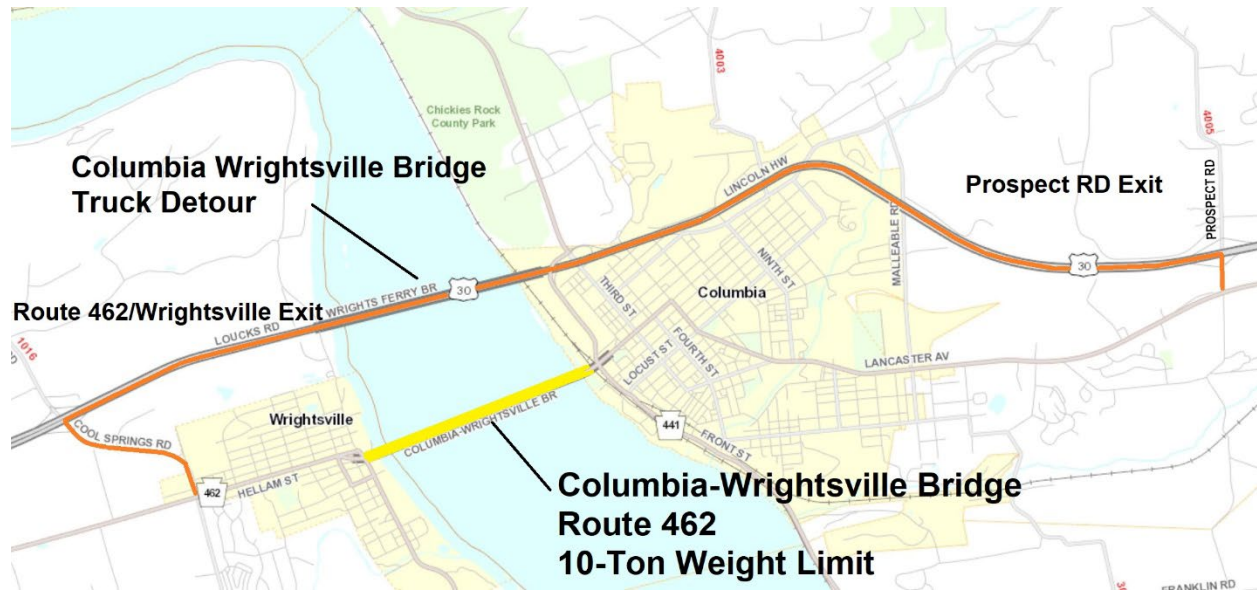 4003
Chickies Rock
County Park
4005
Columbia Wrightsville Bridge
Truck Detour
LINCOLN HW
Prospect RD Exit
PROSPECT RD
MALLEABLE RD
NINTH ST
30
WRIGHTS FERRY BR
30
THIRD ST
Columbia
Route 462/Wrightsville Exit
LOUCKS RD
1016
LOCUST ST
FOURTH ST
LANCASTER AV
Wrightsville
COLUMBIA-WRIGHTSVILLE BR
441
FRONT ST
COOL SPRINGS RD
462
HELLAM ST
Columbia-Wrightsville Bridge
Route 462
10-Ton Weight Limit
FRANKLIN RD